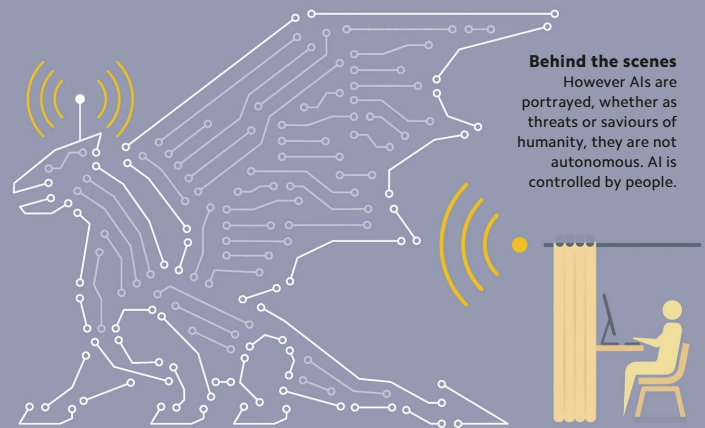 Behind the scenes
However AIs are
portrayed, whether as
threats or saviours of
humanity, they are not
autonomous. AI is
controlled by people.